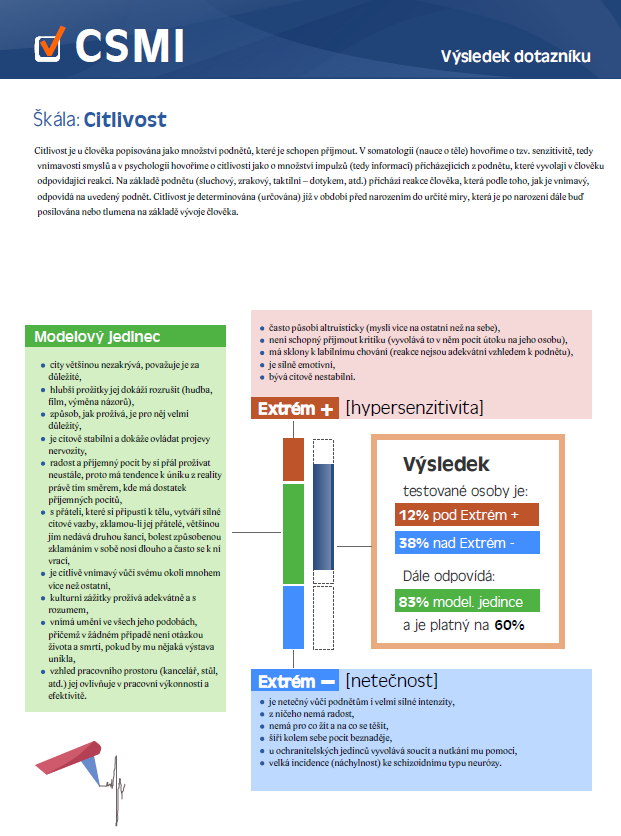 CSMI
Výsledek dotazníku
Škála: Citlivost
Citlivost je u člověka popisována jako množství podnětů, které je schopen přijmout. V somatologii (nauce o těle) hovoříme o tzv. senzitivitě, tedy
vnímavosti smyslů a v psychologii hovoříme o citlivosti jako o množství impulzů (tedy informací) přicházejících z podnětu, které vyvolají v člověku
odpovídající reakci. Na základě podnětu (sluchový, zrakový, taktilní – dotykem, atd.) přichází reakce člověka, která podle toho, jak je vnímavý,
odpovídá na uvedený podnět. Citlivost je determinována (určována) již v období před narozením do určité míry, která je po narození dále buď
posilována nebo tlumena na základě vývoje člověka.
Modelový jedinec
• city většinou nezakrývá, považuje je za
důležité,
• hlubší prožitky jej dokáží rozrušit (hudba,
film, výměna názorů),
• způsob, jak prožívá, je pro něj velmi
důležitý,
• je citově stabilní a dokáže ovládat projevy
nervozity,
• radost a příjemný pocit by si přál prožívat
neustále, proto má tendence k úniku z reality
právě tím směrem, kde má dostatek
příjemných pocitů,
• s přáteli, které si připustí k tělu, vytváří silné
citové vazby, zklamou-li jej přátelé, většinou
jim nedává druhou šanci, bolest způsobenou
zklamáním v sobě nosí dlouho a často se k ní
vrací,
• je citlivě vnímavý vůči svému okolí mnohem
více než ostatní,
• kulturní zážitky prožívá adekvátně a s
rozumem,
• vnímá umění ve všech jeho podobách,
přičemž v žádném případě není otázkou
života a smrti, pokud by mu nějaká výstava
unikla,
• vzhled pracovního prostoru (kancelář, stůl,
atd.) jej ovlivňuje v pracovní výkonnosti a
efektivitě.
• často působí altruisticky (myslí více na ostatní než na sebe),
• není schopný přijmout kritiku (vyvolává to v něm pocit útoku na jeho osobu),
• má sklony k labilnímu chování (reakce nejsou adekvátní vzhledem k podnětu),
• je silně emotivní,
• bývá citově nestabilní.
Extrém + [hypersenzitivita]
Výsledek
testované osoby je:
12% pod Extrém +
38% nad Extrém -
Dále odpovídá:
83% model. jedince
a je platný na 60%
Extrém − [netečnost]
• je netečný vůči podnětům i velmi silné intenzity,
• z ničeho nemá radost,
• nemá pro co žít a na co se těšit,
• šíří kolem sebe pocit beznaděje,
• u ochranitelských jedinců vyvolává soucit a nutkání mu pomoci,
• velká incidence (náchylnost) ke schizoidnímu typu neurózy.